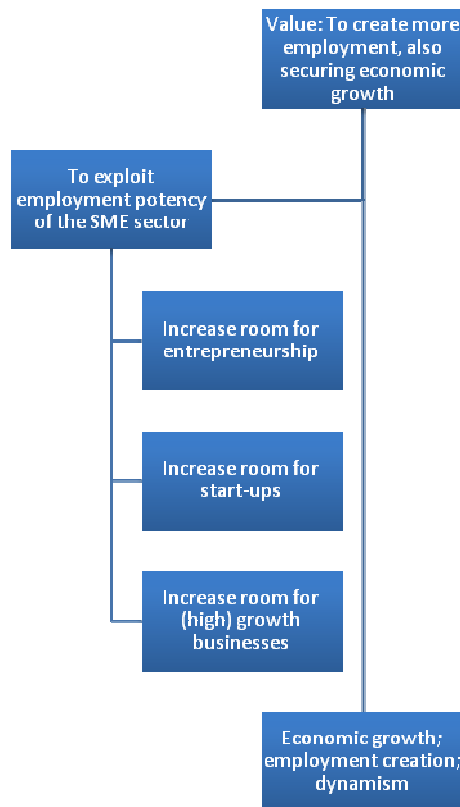 Value: To create more
employment, also
securing economic
growth
To exploit
employment potency
of the SME sector
Increase room for
entrepreneurship
Increase room for
start-ups
Increase room for
(high) growth
businesses
Economic growth;
employment creation;
dynamism